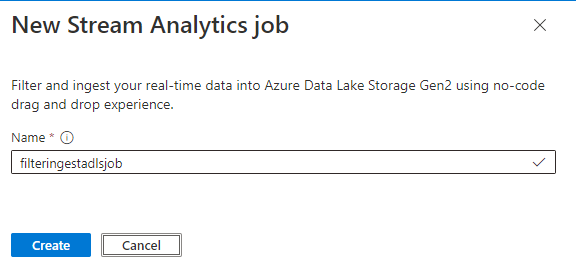 New Stream Analytics job
Filter and ingest your real-time data into Azure Data Lake Storage Gen2 using no-code
drag and drop experience.
Name *
filteringestadlsjob
Create
Cancel